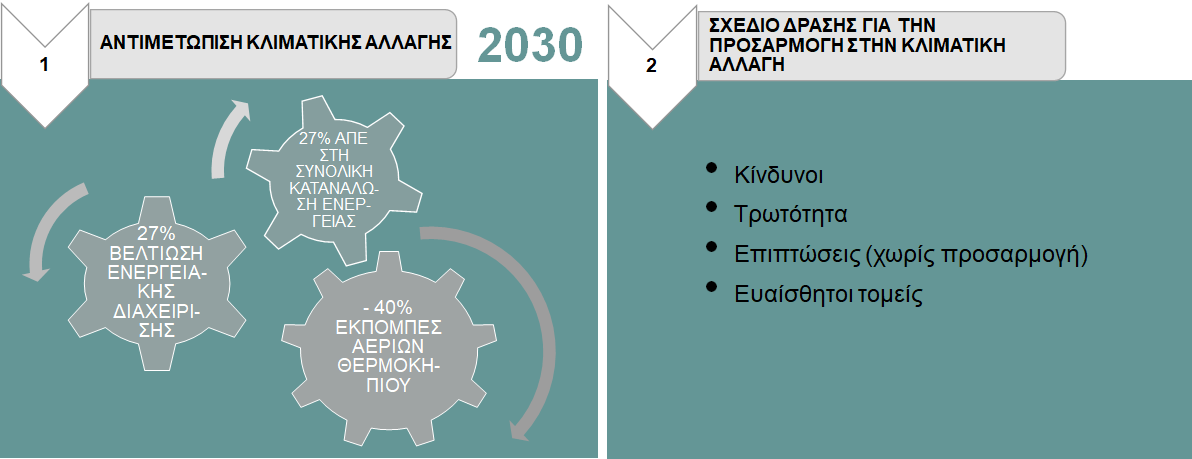 1
ΑΝΤΙΜΕΤΩΠΙΣΗ ΚΛΙΜΑΤΙΚΗΣ ΑΛΛΑΓΗΣ
2030
27% ΑΠΕ
ΣΤΗ
ΣΥΝΟΛΙΚΗ
ΚΑΤΑΝΑΛΩ-
ΣΗ ΕΝΕΡ-
ΓΕΙΑΣ
27%
ΒΕΛΤΙΩΣΗ
ΕΝΕΡΓΕΙΑ-
ΚΗΣ
ΔΙΑΧΕΙΡΙ-
ΣΗΣ
- 40%
ΕΚΠΟΜΠΕΣ
ΑΕΡΙΩΝ
ΘΕΡΜΟΚΗ-
ΠΙΟΥ
2
ΣΧΕΔΙΟ ΔΡΑΣΗΣ ΓΙΑ ΤΗΝ
ΠΡΟΣΑΡΜΟΓΗ ΣΤΗΝ ΚΛΙΜΑΤΙΚΗ
ΑΛΛΑΓΗ
• Κίνδυνοι
• Τρωτότητα
• Επιπτώσεις (χωρίς προσαρμογή)
• Ευαίσθητοι τομείς